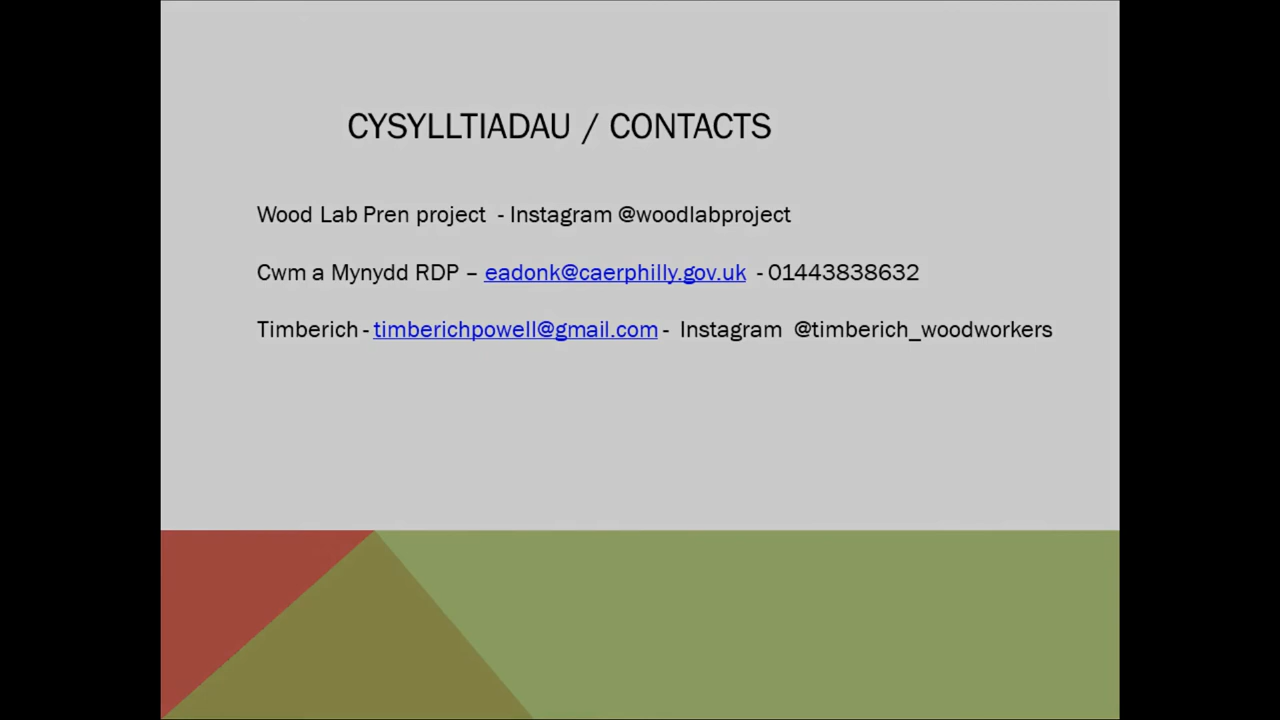 CYSYLLTIADAU / CONTACTS
Wood Lab Pren project - Instagram @woodlabproject
Cwm a Mynydd RDP – eadonk@caerphilly.gov.uk - 01443838632
Timberich - timberichpowell@gmail.com - Instagram @timberich_woodworkers